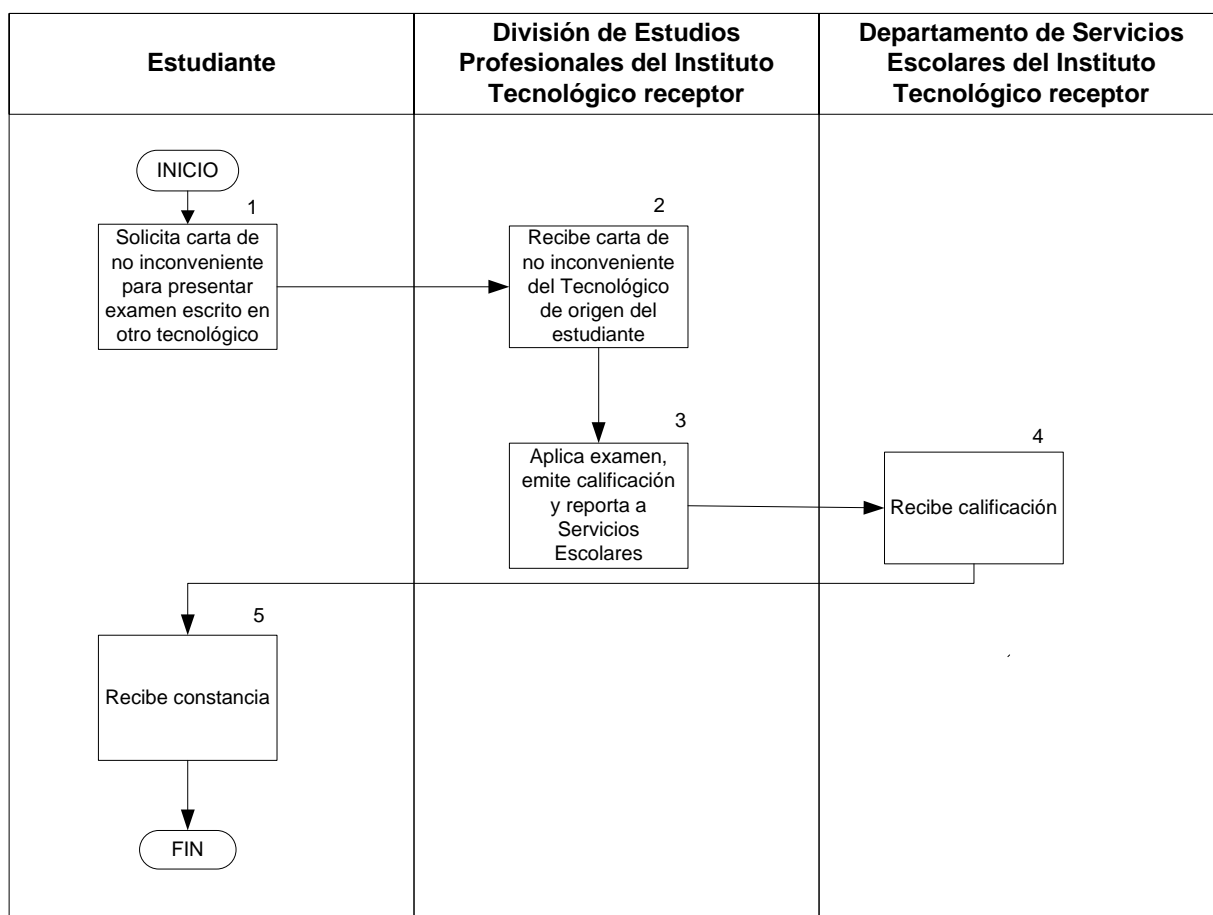 Estudiante
División de Estudios
Profesionales del Instituto
Tecnológico receptor
Departamento de Servicios
Escolares del Instituto
Tecnológico receptor
INICIO
1
Solicita carta de
no inconveniente
para presentar
examen escrito en
otro tecnológico
2
Recibe carta de
no inconveniente
del Tecnológico
de origen del
estudiante
3
Aplica examen,
emite calificación
y reporta a
Servicios
Escolares
4
Recibe calificación
5
Recibe constancia
FIN